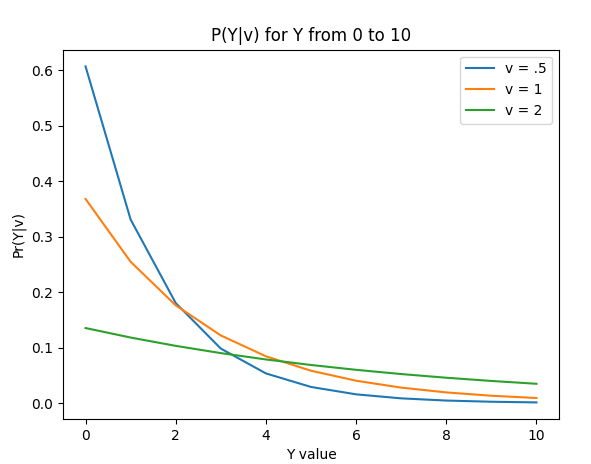 P(Y|v) for Y from 0 to 10
v = .5
v = 1
v = 2
Pr(Y|v)
0.6
0.5
0.4
0.3
0.2
0.1
0.0
0 2 4 6 8 10
Y value